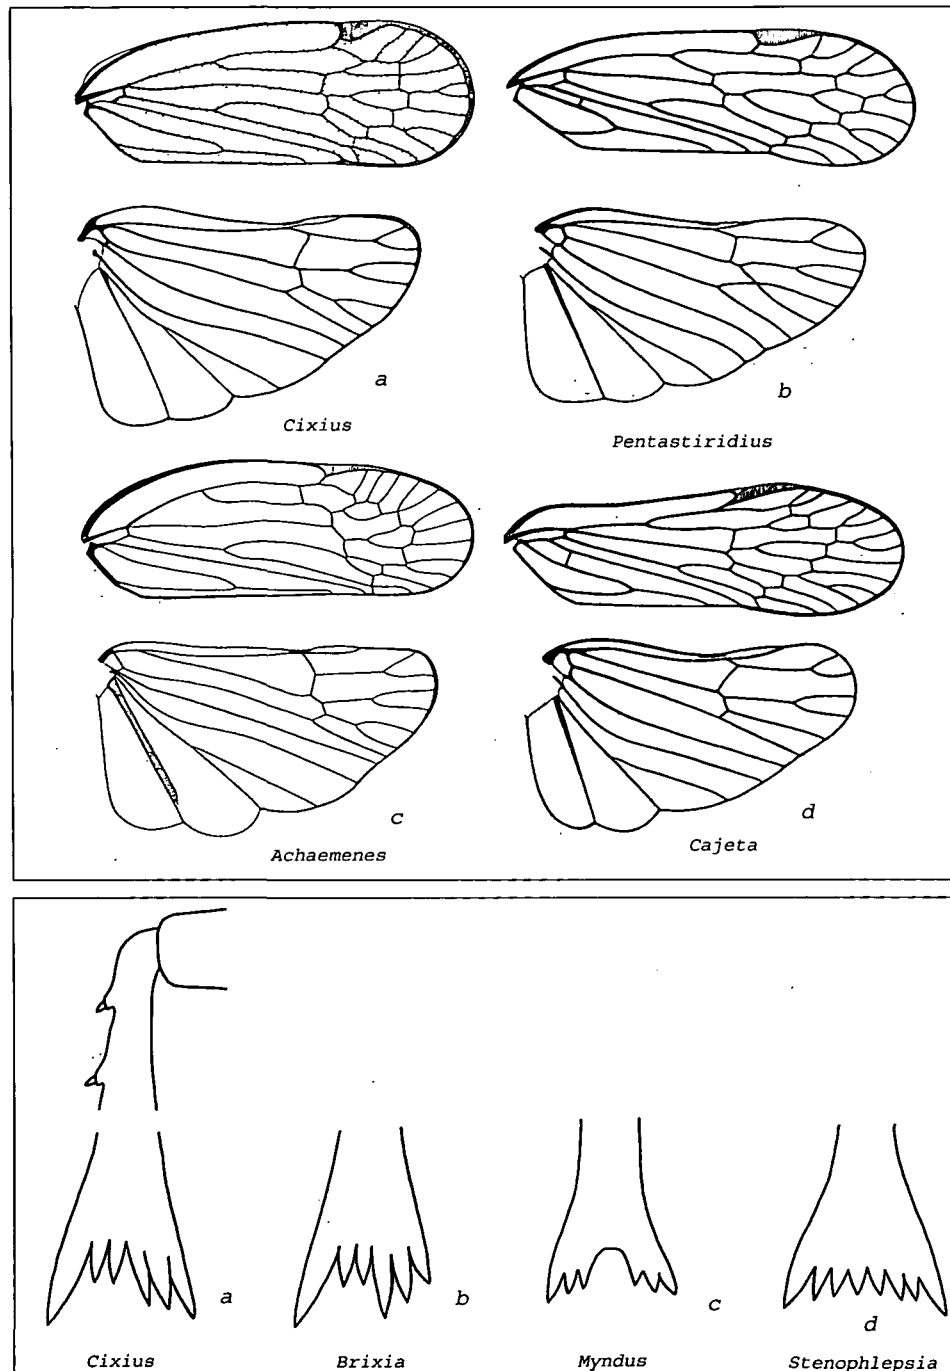 a
Cixius
b
Pentastiridius
c
Achaemenes
d
Cajeta
a
Cixius
b
Brixia
c
Myndus
d
Stenophlepsia